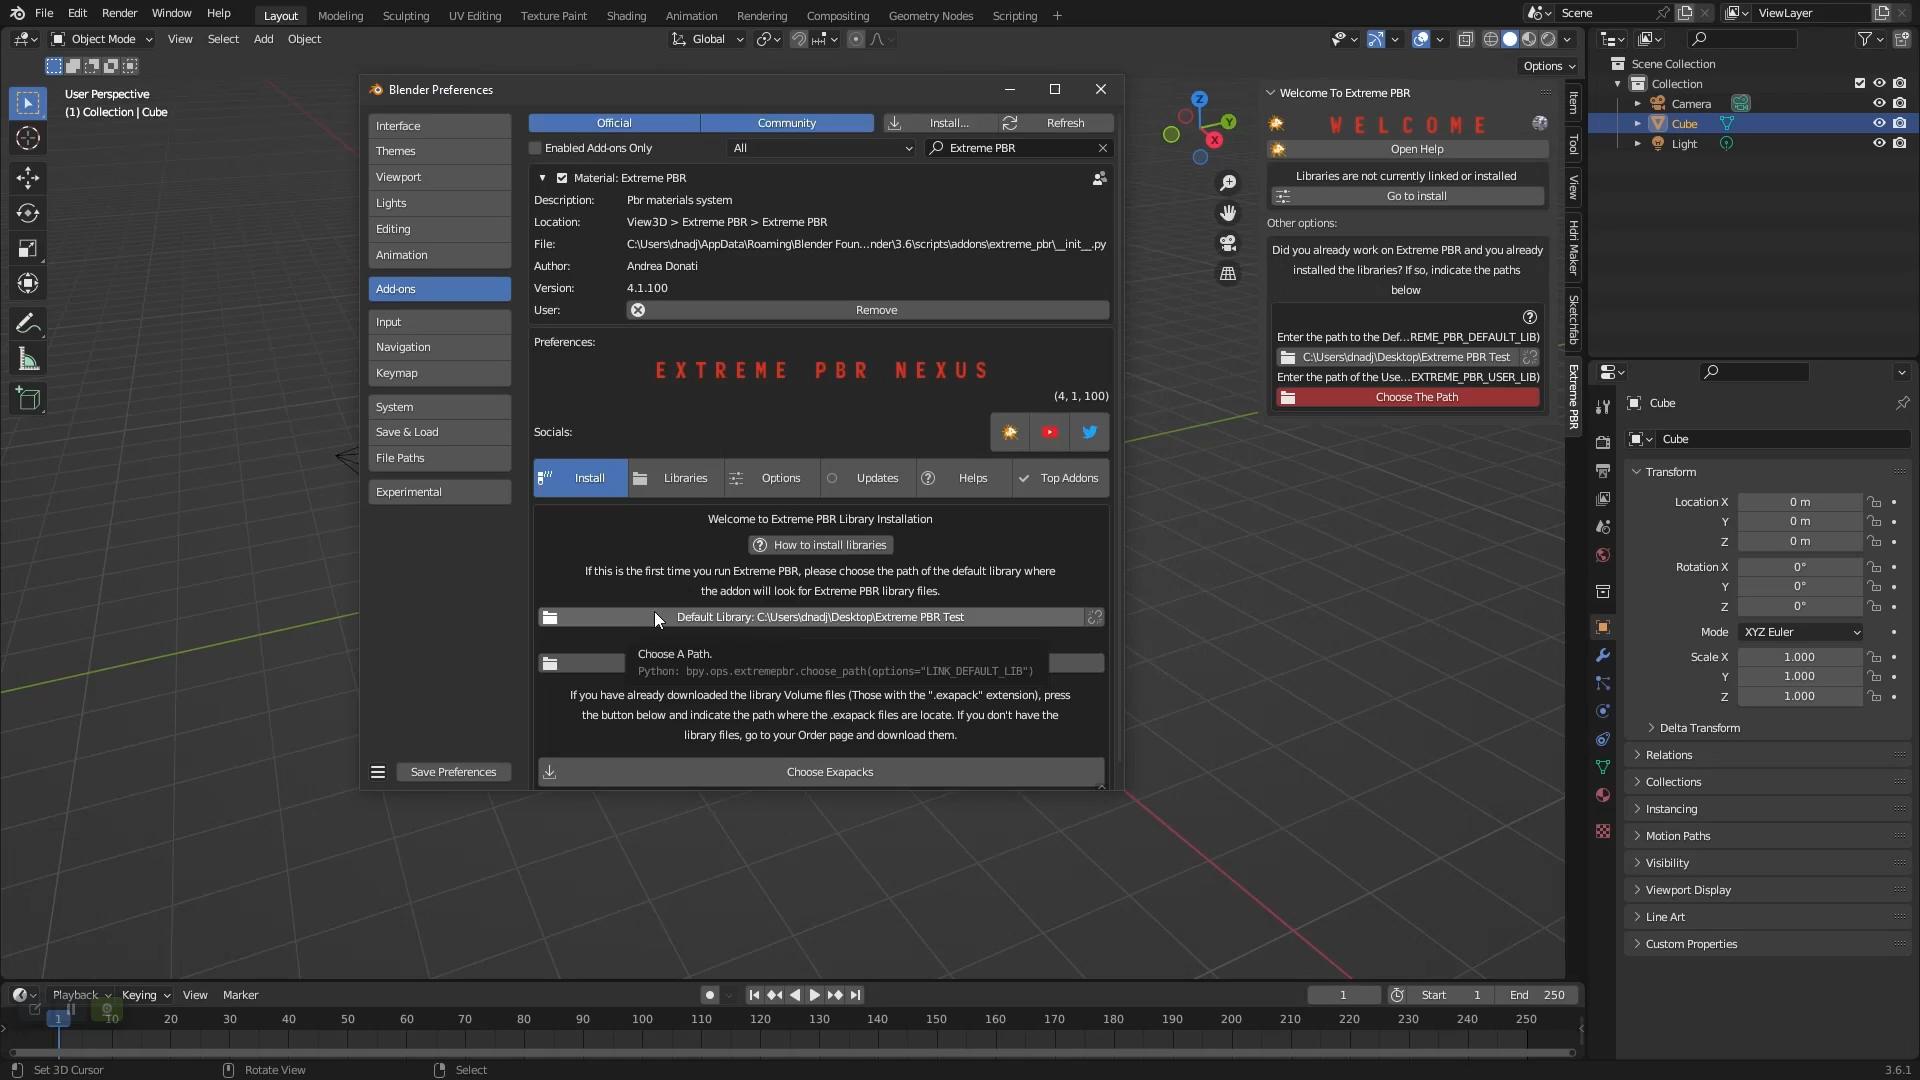 File Edit Render Window Help Layout Modeling Sculpting UV Editing Texture Paint Shading Animation Rendering Compositing Geometry Nodes Scripting + Scene ViewLayer
Object Mode View Select Add Object Global
Options
User Perspective
(1) Collection | Cube
Blender Preferences
Interface
Themes
Viewport
Lights
Editing
Animation
Add-ons
Input
Navigation
Keymap
System
Save & Load
File Paths
Experimental
Save Preferences
Official Community Install... Refresh
Enabled Add-ons Only All Extreme PBR
Material: Extreme PBR
Description: Pbr materials system
Location: View3D > Extreme PBR > Extreme PBR
File: C:\Users\dnadj\AppData\Roaming\Blender Foun...nder\3.6\scripts\addons\extreme_pbr\__init__.py
Author: Andrea Donati
Version: 4.1.100
User: Remove
Preferences:
EXTREME PBR NEXUS
(4, 1, 100)
Socials:
Install Libraries Options Updates Helps Top Addons
Welcome to Extreme PBR Library Installation
How to install libraries
If this is the first time you run Extreme PBR, please choose the path of the default library where
the addon will look for Extreme PBR library files.
Default Library: C:\Users\dnadj\Desktop\Extreme PBR Test
Choose A Path.
Python: bpy.ops.extremepbr.choose_path(options="LINK_DEFAULT_LIB")
If you have already downloaded the library Volume files (Those with the ".exapack" extension), press
the button below and indicate the path where the .exapack files are locate. If you don't have the
library files, go to your Order page and download them.
Choose Exapacks
Z
Y
X
Welcome To Extreme PBR
WELCOME
Open Help
Libraries are not currently linked or installed
Go to install
Other options:
Did you already work on Extreme PBR and you already
installed the libraries? If so, indicate the paths
below
Enter the path to the Def...REME_PBR_DEFAULT_LIB)
C:\Users\dnadj\Desktop\Extreme PBR Test
Enter the path of the Use...EXTREME_PBR_USER_LIB)
Choose The Path
Item
Tool
View
Hdri Maker
Sketchfab
Extreme PBR
Scene Collection
Collection
Camera
Cube
Light
Cube
Cube
Transform
Location X 0 m
Y 0 m
Z 0 m
Rotation X 0°
Y 0°
Z 0°
Mode XYZ Euler
Scale X 1.000
Y 1.000
Z 1.000
Delta Transform
Relations
Collections
Instancing
Motion Paths
Visibility
Viewport Display
Line Art
Custom Properties
Playback Keying View Marker 1 Start 1 End 250
1 10 20 30 40 50 60 70 80 90 100 110 120 130 140 150 160 170 180 190 200 210 220 230 240 250
Set 3D Cursor Rotate View Select 3.6.1